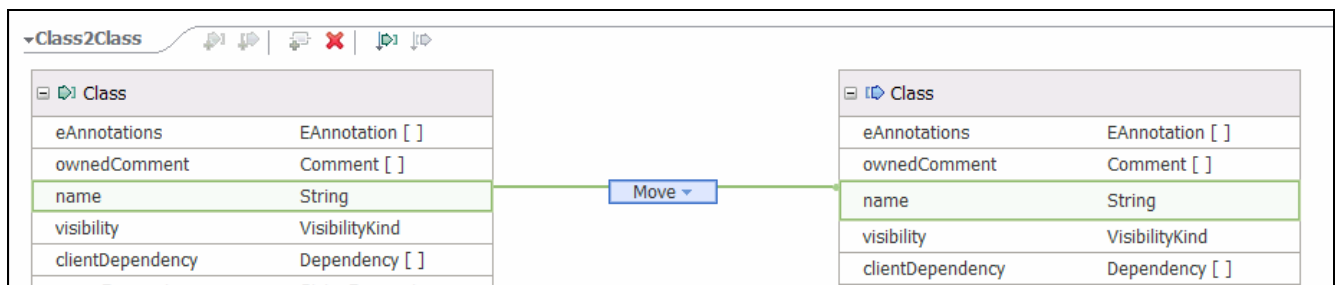 Class2Class
Class
eAnnotations EAnnotation [ ]
ownedComment Comment [ ]
name String
visibility VisibilityKind
clientDependency Dependency [ ]
Move
Class
eAnnotations EAnnotation [ ]
ownedComment Comment [ ]
name String
visibility VisibilityKind
clientDependency Dependency [ ]